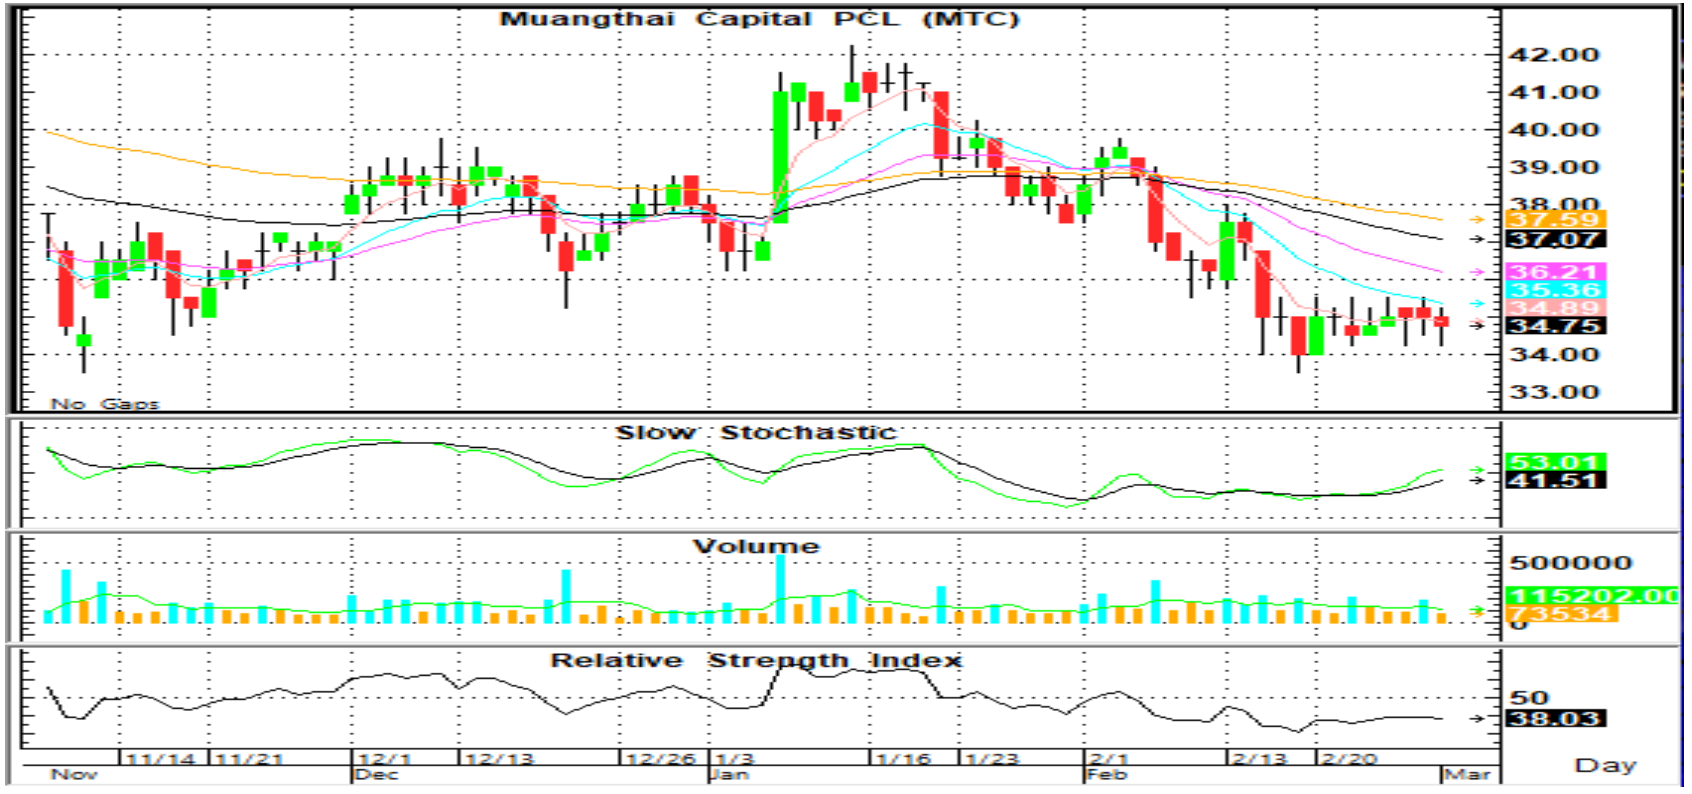 Muangthai Capital PCL (MTC)
42.00
41.00
40.00
39.00
38.00
37.59
37.07
36.21
35.36
34.89
34.75
34.00
33.00
No Gaps
Slow Stochastic
53.01
41.51
Volume
500000
115202.00
73534
0
Relative Strength Index
50
38.03
11/14 11/21 12/1 12/13 12/26 1/3 1/16 1/23 2/1 2/13 2/20
Nov Dec Jan Feb Mar
Day